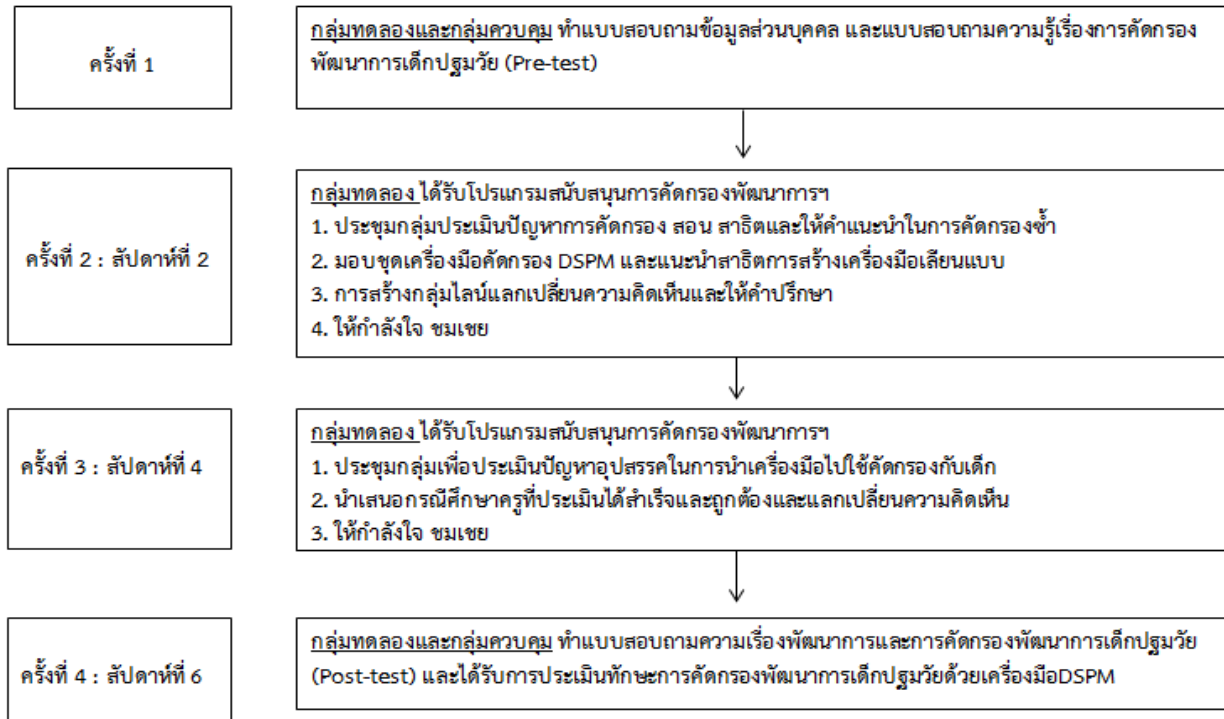 ครั้งที่ 1
กลุ่มทดลองและกลุ่มควบคุม ทำแบบสอบถามข้อมูลส่วนบุคคล และแบบสอบถามความรู้เรื่องการคัดกรอง
พัฒนาการเด็กปฐมวัย (Pre-test)
ครั้งที่ 2 : สัปดาห์ที่ 2
กลุ่มทดลอง ได้รับโปรแกรมสนับสนุนการคัดกรองพัฒนาการฯ
1. ประชุมกลุ่มประเมินปัญหาการคัดกรอง สอน สาธิตและให้คำแนะนำในการคัดกรองซ้ำ
2. มอบชุดเครื่องมือคัดกรอง DSPM และแนะนำสาธิตการสร้างเครื่องมือเลียนแบบ
3. การสร้างกลุ่มไลน์แลกเปลี่ยนความคิดเห็นและให้คำปรึกษา
4. ให้กำลังใจ ชมเชย
ครั้งที่ 3 : สัปดาห์ที่ 4
กลุ่มทดลอง ได้รับโปรแกรมสนับสนุนการคัดกรองพัฒนาการฯ
1. ประชุมกลุ่มเพื่อประเมินปัญหาอุปสรรคในการนำเครื่องมือไปใช้คัดกรองกับเด็ก
2. นำเสนอกรณีศึกษาครูที่ประเมินได้สำเร็จและถูกต้องและแลกเปลี่ยนความคิดเห็น
3. ให้กำลังใจ ชมเชย
ครั้งที่ 4 : สัปดาห์ที่ 6
กลุ่มทดลองและกลุ่มควบคุม ทำแบบสอบถามความเรื่องพัฒนาการและการคัดกรองพัฒนาการเด็กปฐมวัย
(Post-test) และได้รับการประเมินทักษะการคัดกรองพัฒนาการเด็กปฐมวัยด้วยเครื่องมือDSPM